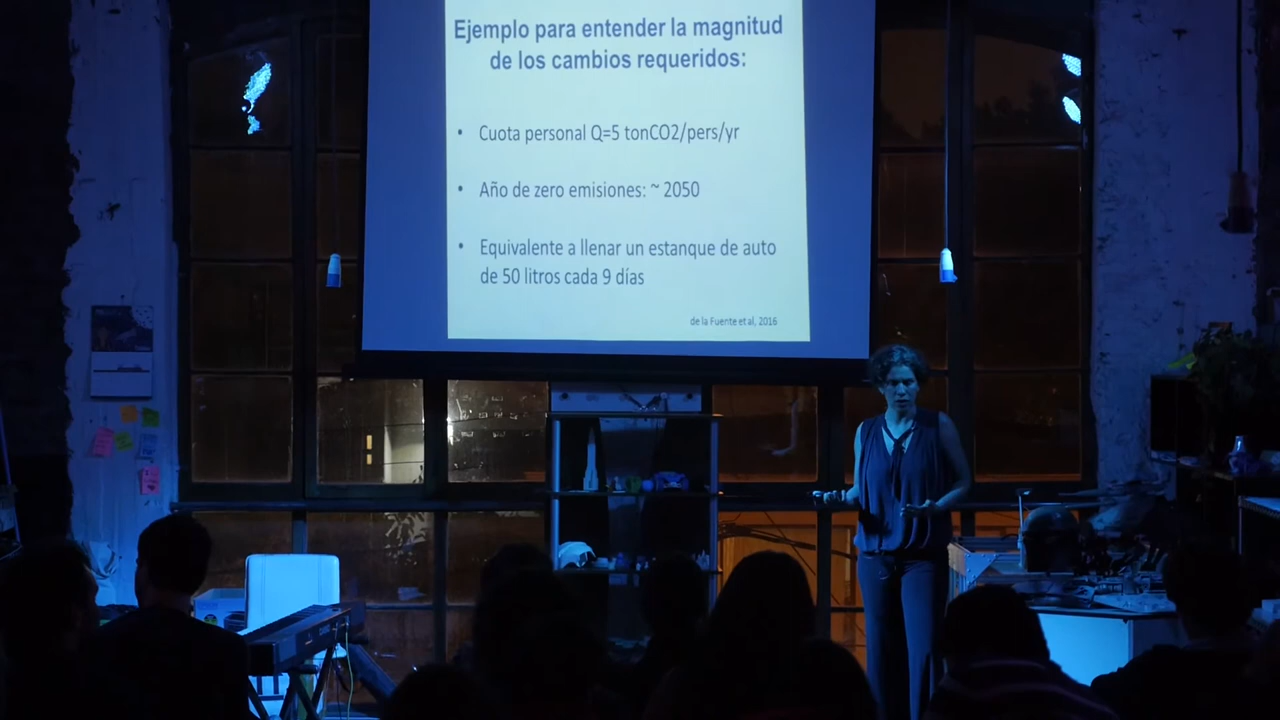 Ejemplo para entender la magnitud
de los cambios requeridos:
• Cuota personal Q=5 tonCO2/pers/yr
• Año de zero emisiones: ~ 2050
• Equivalente a llenar un estanque de auto
de 50 litros cada 9 días
de la Fuente et al, 2016